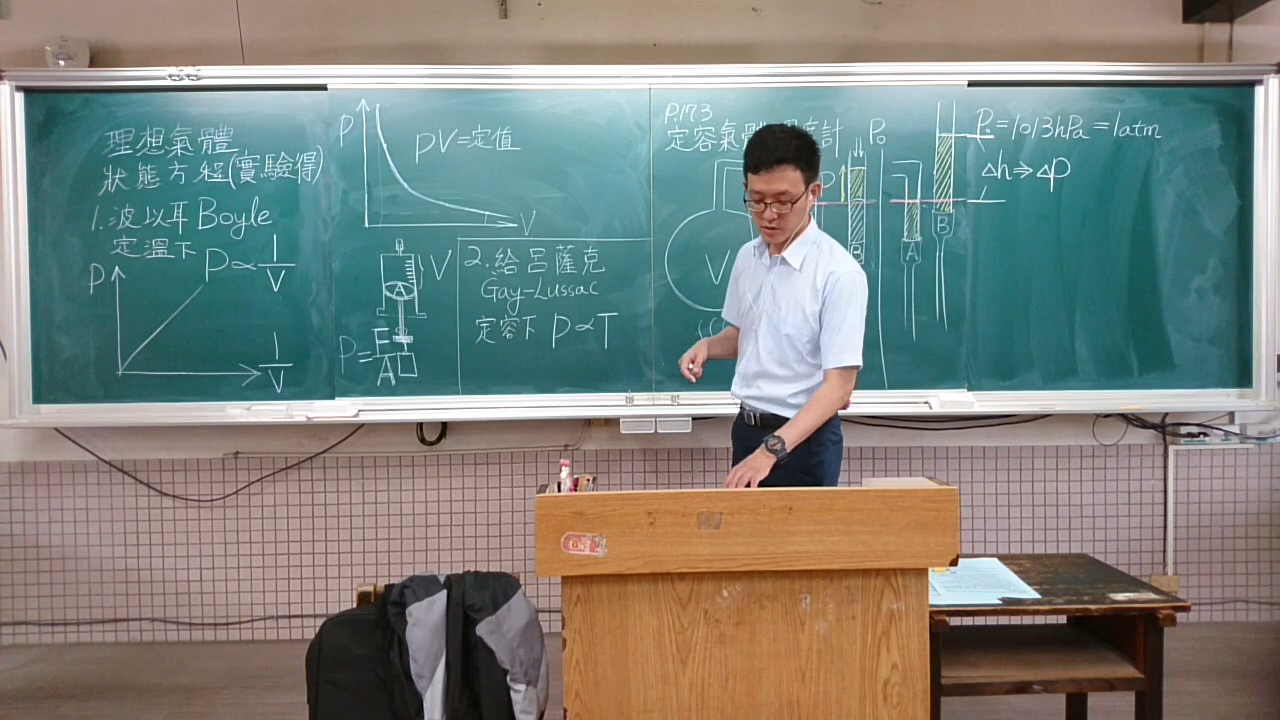 理想氣體
狀態方程(實驗得)
1.波以耳 Boyle
定溫下 P∝1/V
P
1/V
P
PV=定值
V
V
A
P=F/A
2.給呂薩克
Gay-Lussac
定容下 P∝T
P.173
定容氣體 度計
V
P
B
P₀
A
B
P₀=1013hPa=1atm
Δh⇒ΔP